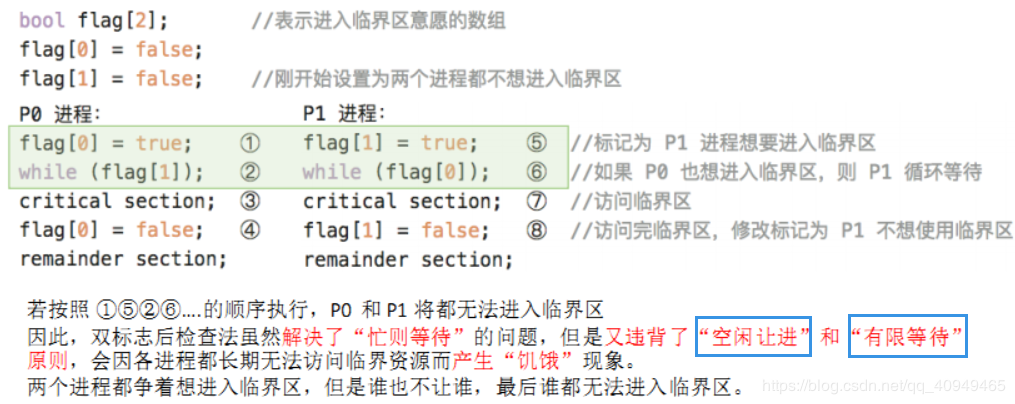 bool flag[2]; //表示进入临界区意愿的数组
flag[0] = false;
flag[1] = false; //刚开始设置为两个进程都不想进入临界区
P0 进程: P1 进程:
flag[0] = true; ① flag[1] = true; ⑤ //标记为 P1 进程想要进入临界区
while (flag[1]); ② while (flag[0]); ⑥ //如果 P0 也想进入临界区，则 P1 循环等待
critical section; ③ critical section; ⑦ //访问临界区
flag[0] = false; ④ flag[1] = false; ⑧ //访问完临界区，修改标记为 P1 不想使用临界区
remainder section; remainder section;
若按照 ①⑤②⑥….的顺序执行，P0 和 P1 将都无法进入临界区
因此，双标志后检查法虽然解决了“忙则等待”的问题，但是又违背了“空闲让进”和“有限等待”
原则，会因各进程都长期无法访问临界资源而产生“饥饿”现象。
两个进程都争着想进入临界区，但是谁也不让谁，最后谁都无法进入临界区。
https://blog.csdn.net/qq_40949465